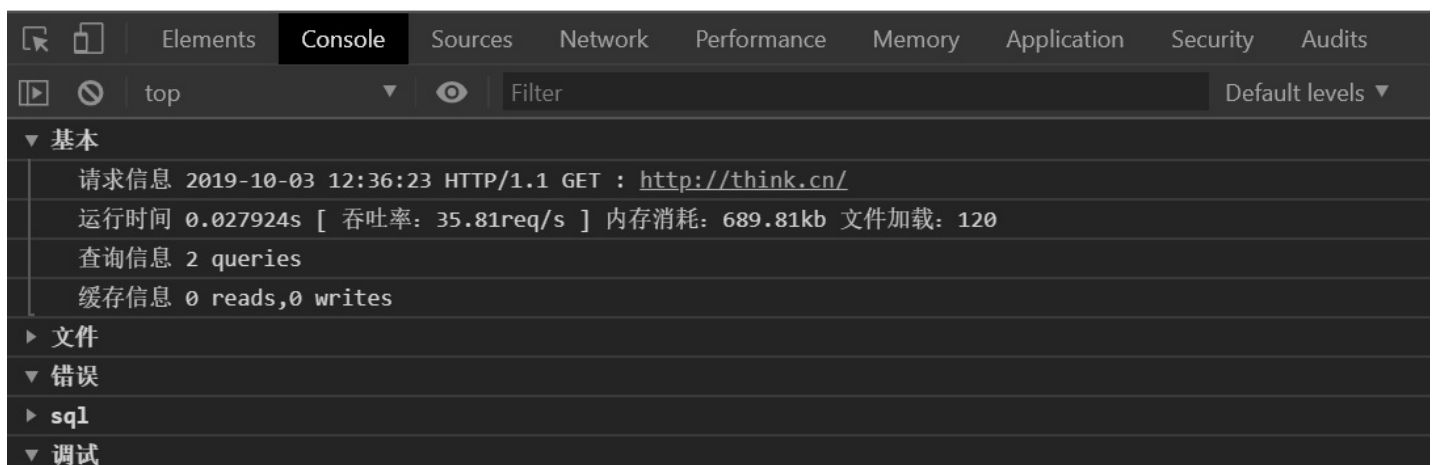 Elements Console Sources Network Performance Memory Application Security Audits
top Filter Default levels
基本
请求信息 2019-10-03 12:36:23 HTTP/1.1 GET : http://think.cn/
运行时间 0.027924s [ 吞吐率：35.81req/s ] 内存消耗：689.81kb 文件加载：120
查询信息 2 queries
缓存信息 0 reads,0 writes
文件
错误
sql
调试